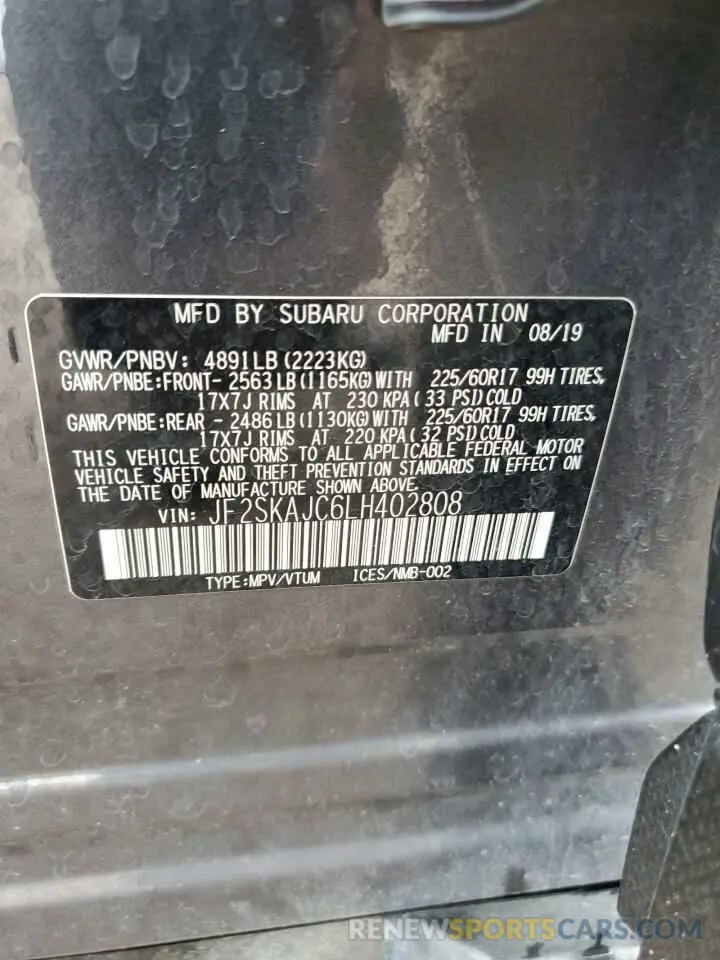 MFD BY SUBARU CORPORATION
MFD IN 08/19
GVWR/PNBV: 4891LB (2223KG)
GAWR/PNBE:FRONT- 2563 LB (1165KG) WITH 225/60R17 99H TIRES,
17X7J RIMS AT 230 KPA ( 33 PSI) COLD
GAWR/PNBE:REAR - 2486 LB (1130KG) WITH 225/60R17 99H TIRES,
17X7J RIMS AT 220 KPA ( 32 PSI) COLD
THIS VEHICLE CONFORMS TO ALL APPLICABLE FEDERAL MOTOR
VEHICLE SAFETY AND THEFT PREVENTION STANDARDS IN EFFECT ON
THE DATE OF MANUFACTURE SHOWN ABOVE.
VIN: JF2SKAJC6LH402808
TYPE:MPV/VTUM ICES/NMB-002
RENEWSPORTSCARS.COM